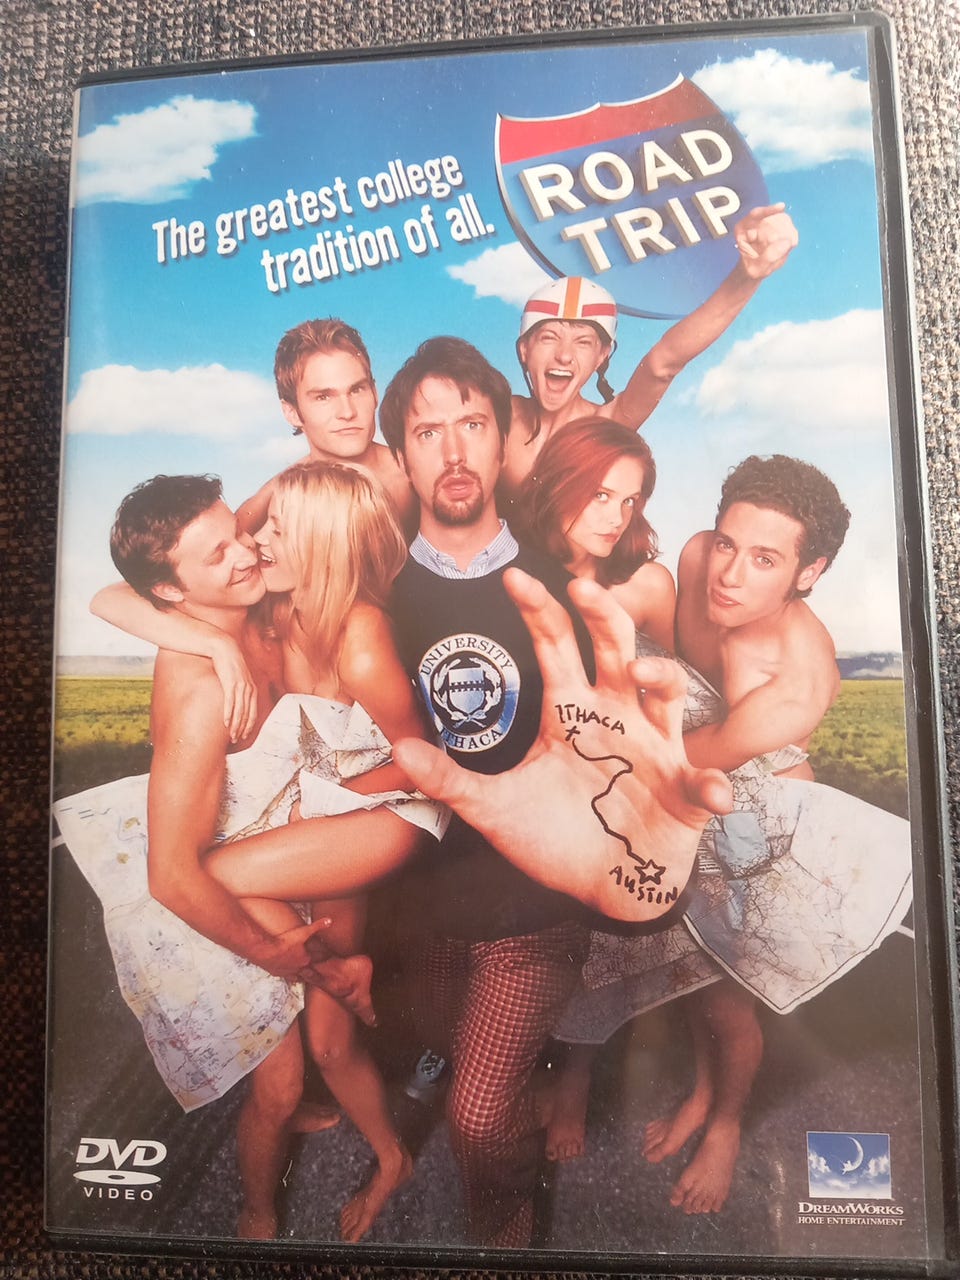 The greatest college
tradition of all.
ROAD
TRIP
UNIVERSITY
ITHACA
ITHACA
AUSTIN
DVD
VIDEO
DREAMWORKS
HOME ENTERTAINMENT